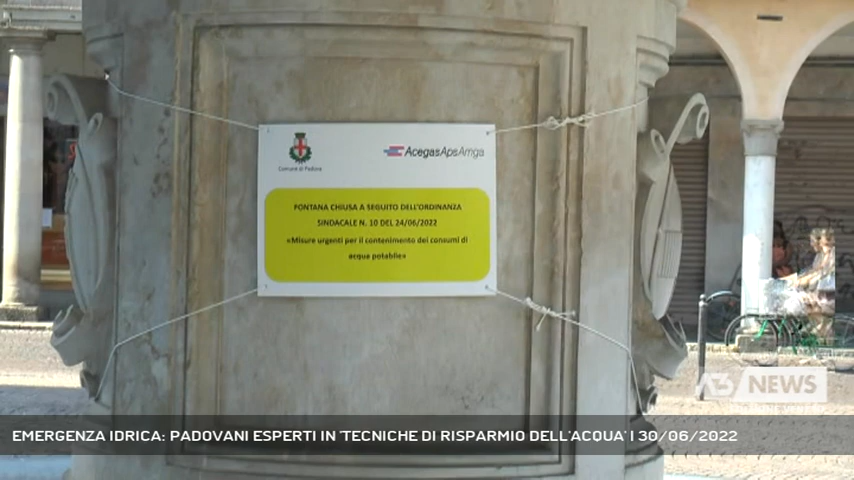 Comune di Padova
AcegasApsAmga
FONTANA CHIUSA A SEGUITO DELL'ORDINANZA
SINDACALE N. 10 DEL 24/06/2022
«Misure urgenti per il contenimento dei consumi di
acqua potabile»
NEWS
EMERGENZA IDRICA: PADOVANI ESPERTI IN 'TECNICHE DI RISPARMIO DELL'ACQUA' | 30/06/2022